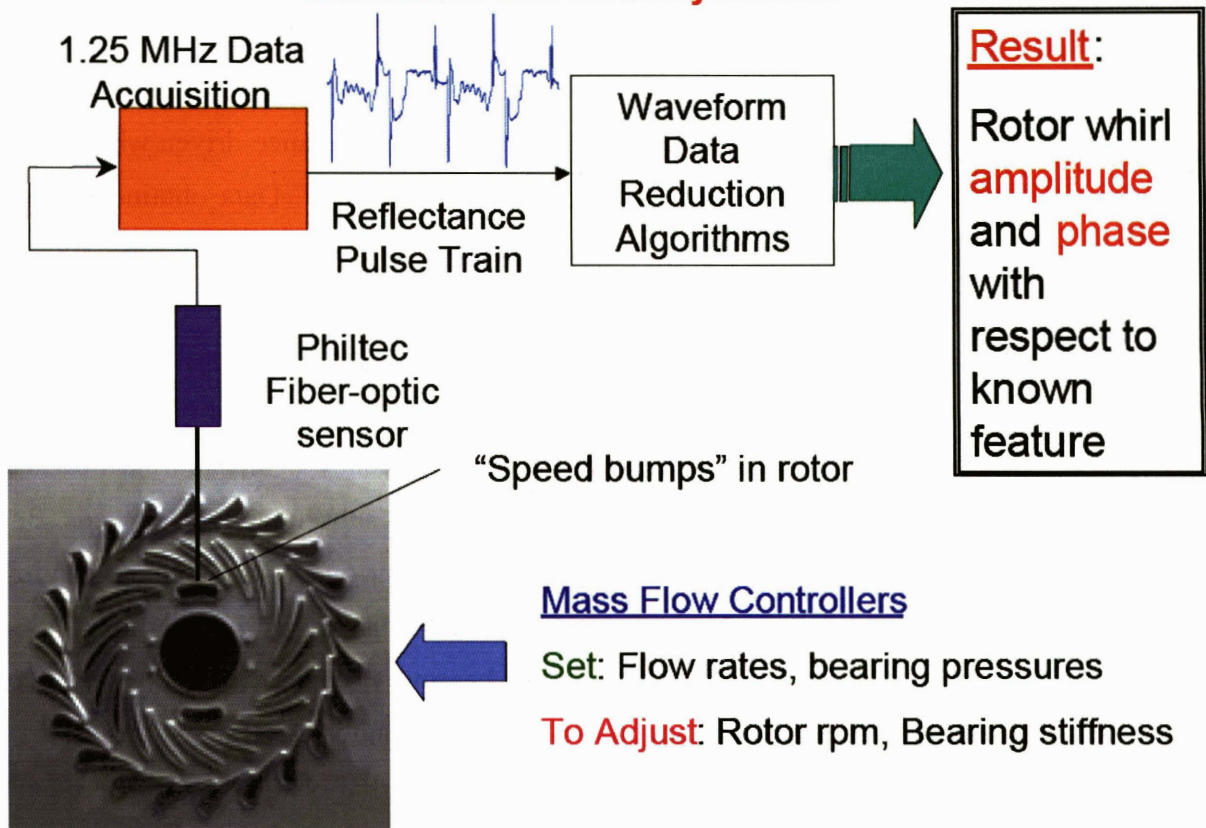 1.25 MHz Data
Acquisition
Reflectance
Pulse Train
Waveform
Data
Reduction
Algorithms
Result:
Rotor whirl
amplitude
and phase
with
respect to
known
feature
Philtec
Fiber-optic
sensor
"Speed bumps" in rotor
Mass Flow Controllers
Set: Flow rates, bearing pressures
To Adjust: Rotor rpm, Bearing stiffness